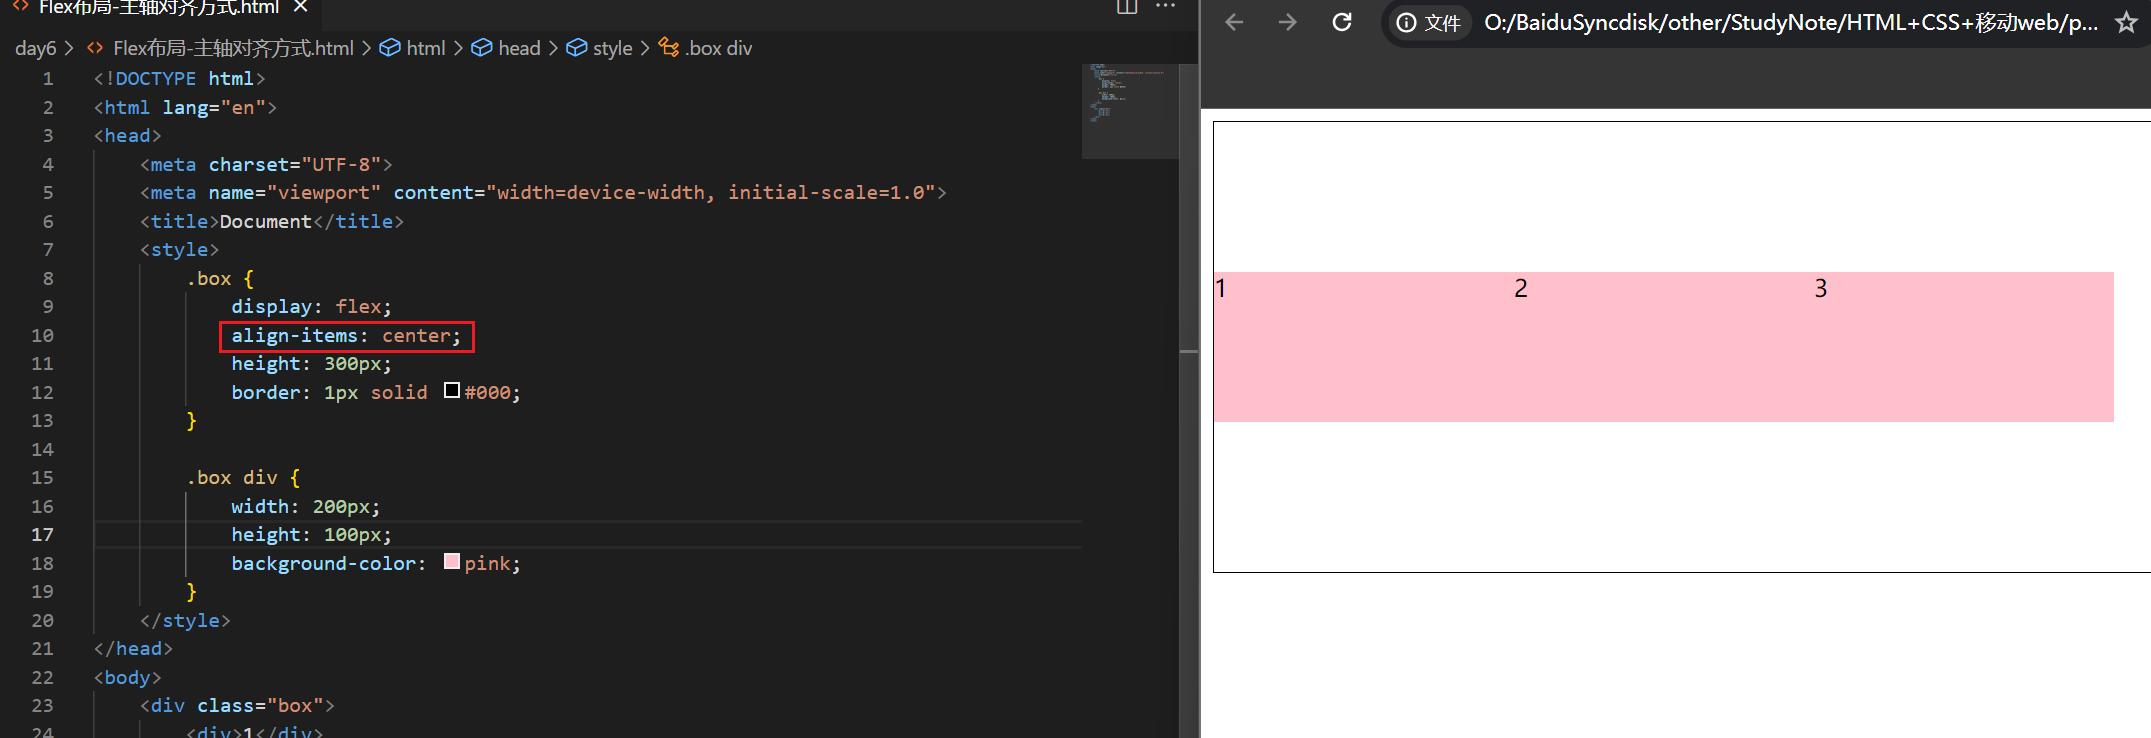 Flex布局-主轴对齐方式.html
day6 > Flex布局-主轴对齐方式.html > html > head > style > .box div
1 <!DOCTYPE html>
2 <html lang="en">
3 <head>
4 <meta charset="UTF-8">
5 <meta name="viewport" content="width=device-width, initial-scale=1.0">
6 <title>Document</title>
7 <style>
8 .box {
9 display: flex;
10 align-items: center;
11 height: 300px;
12 border: 1px solid #000;
13 }
14
15 .box div {
16 width: 200px;
17 height: 100px;
18 background-color: pink;
19 }
20 </style>
21 </head>
22 <body>
23 <div class="box">
24 <div>1</div>
文件 O:/BaiduSyncdisk/other/StudyNote/HTML+CSS+移动web/p...
1 2 3